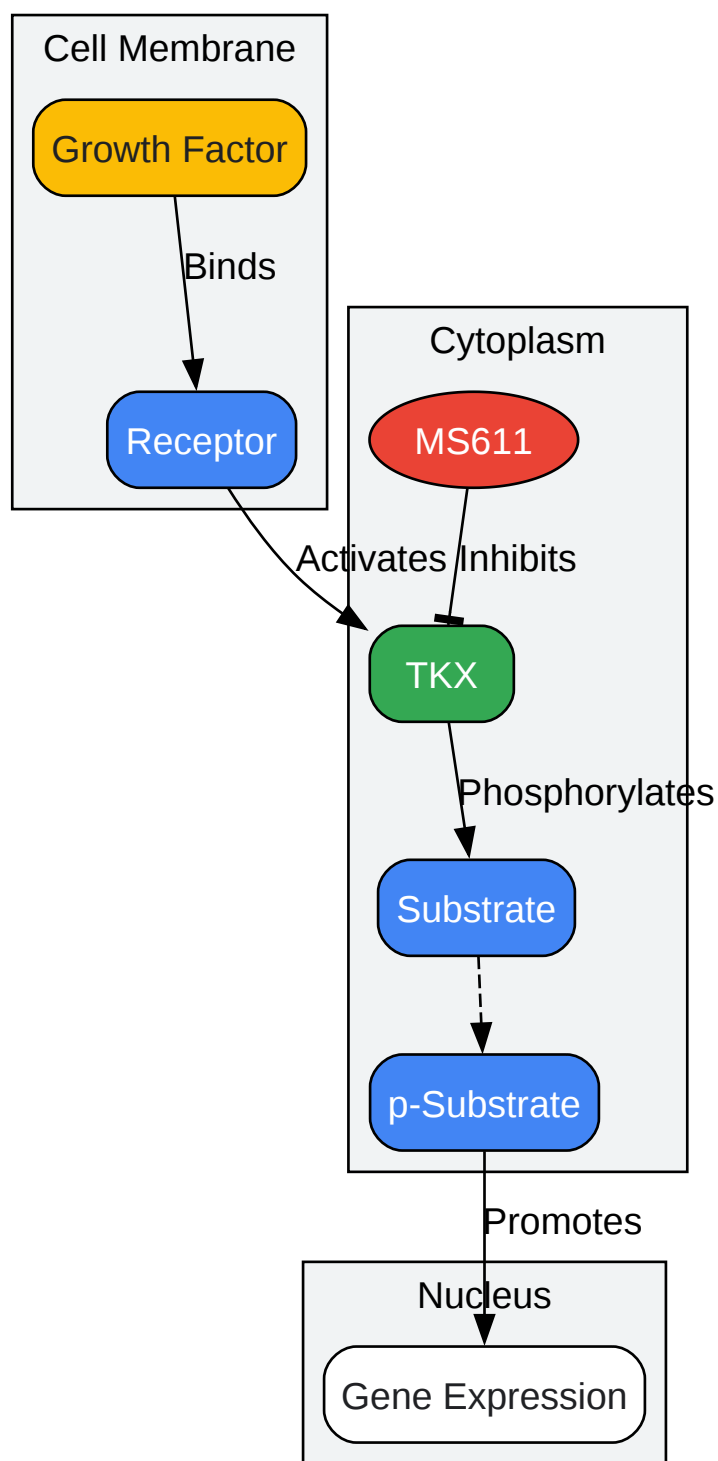 Cell Membrane
Growth Factor
Binds
Receptor
Cytoplasm
MS611
Activates
Inhibits
TKX
Phosphorylates
Substrate
p-Substrate
Promotes
Nucleus
Gene Expression